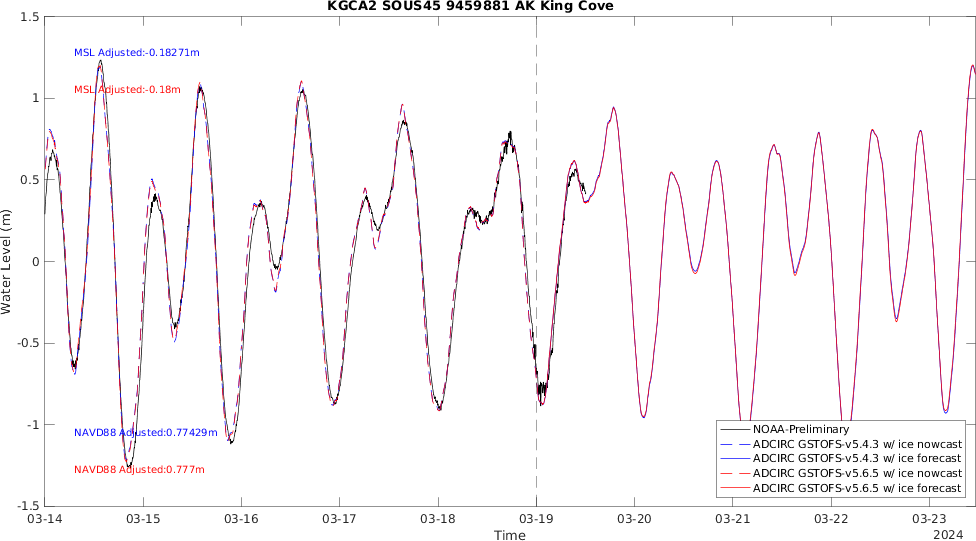 KGCA2 SOUS45 9459881 AK King Cove
1.5
1
0.5
0
-0.5
-1
-1.5
Water Level (m)
MSL Adjusted:-0.18271m
MSL Adjusted:-0.18m
NAVD88 Adjusted:0.77429m
NAVD88 Adjusted:0.777m
NOAA-Preliminary
ADCIRC GSTOFS-v5.4.3 w/ ice nowcast
ADCIRC GSTOFS-v5.4.3 w/ ice forecast
ADCIRC GSTOFS-v5.6.5 w/ ice nowcast
ADCIRC GSTOFS-v5.6.5 w/ ice forecast
03-14 03-15 03-16 03-17 03-18 03-19 03-20 03-21 03-22 03-23
Time
2024